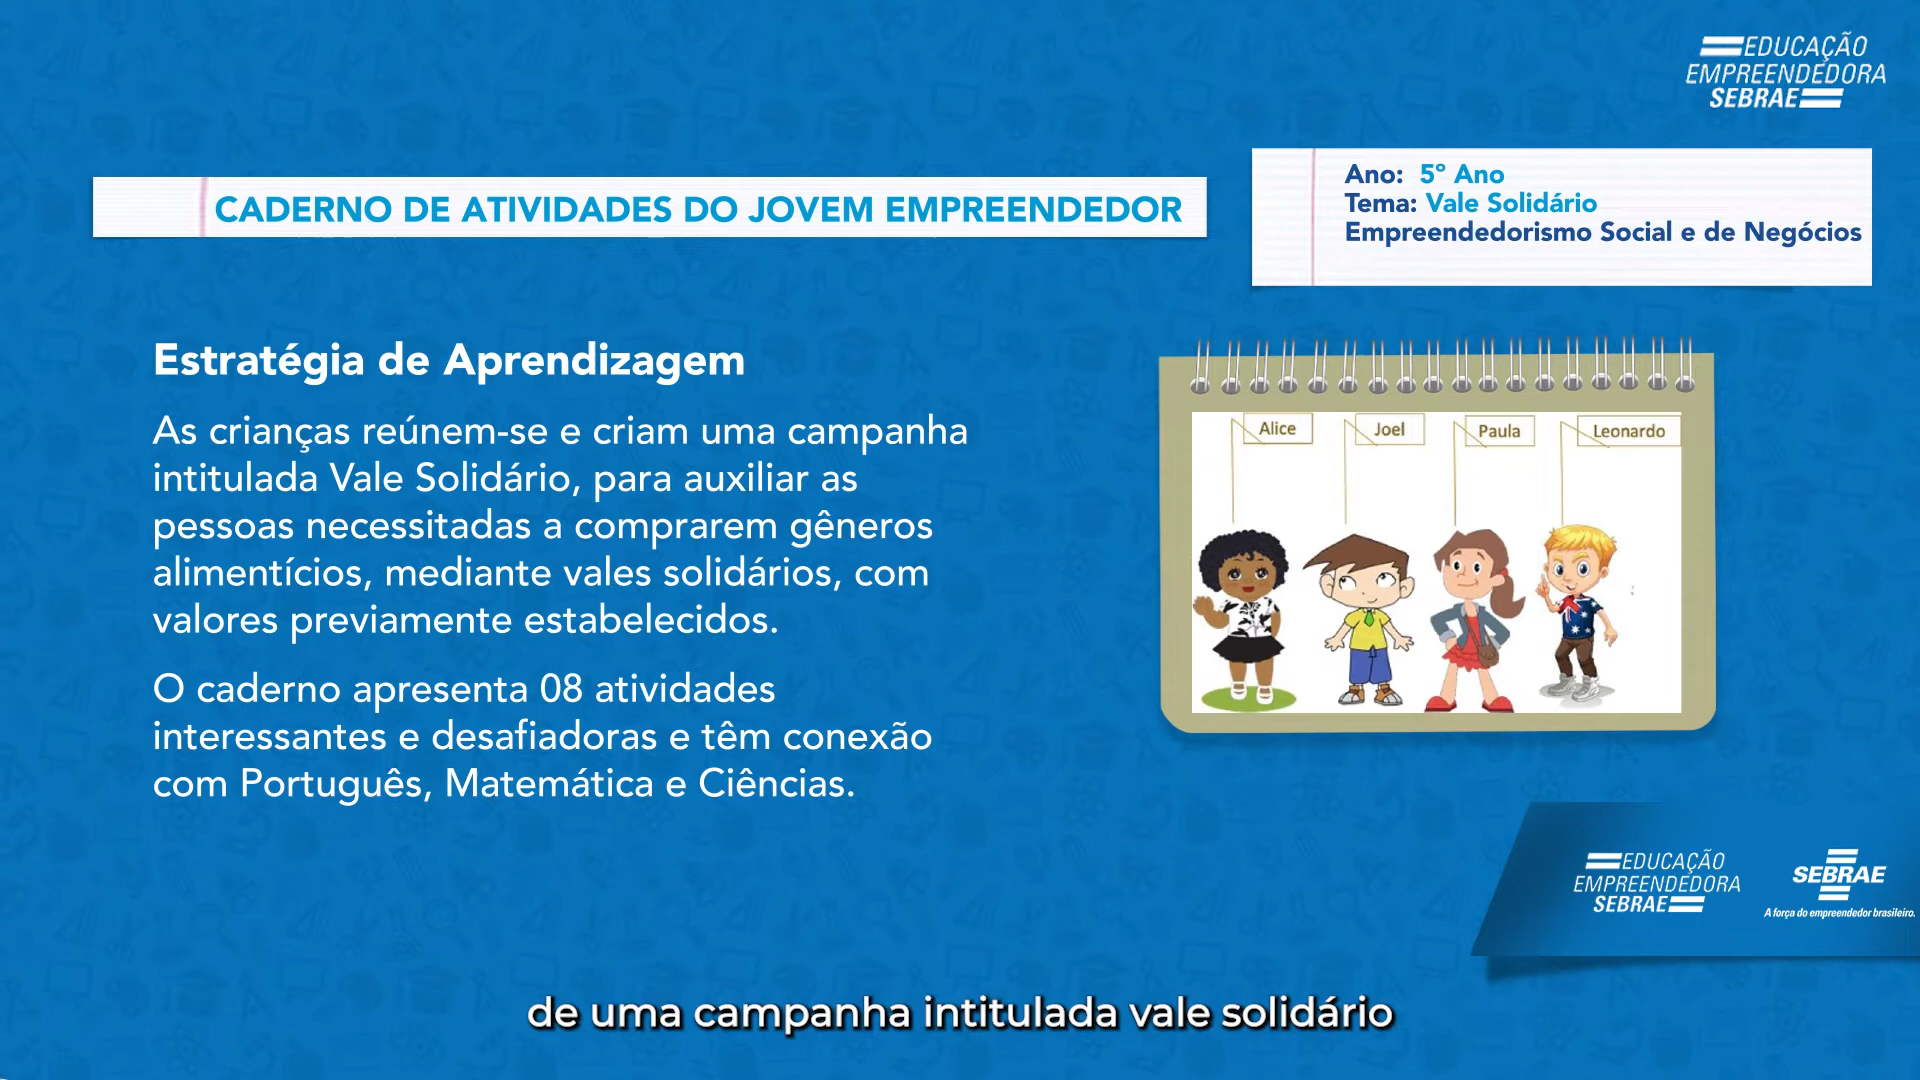 EDUCAÇÃO
EMPREENDEDORA
SEBRAE
CADERNO DE ATIVIDADES DO JOVEM EMPREENDEDOR
Ano: 5º Ano
Tema: Vale Solidário
Empreendedorismo Social e de Negócios
Estratégia de Aprendizagem
As crianças reúnem-se e criam uma campanha
intitulada Vale Solidário, para auxiliar as
pessoas necessitadas a comprarem gêneros
alimentícios, mediante vales solidários, com
valores previamente estabelecidos.
O caderno apresenta 08 atividades
interessantes e desafiadoras e têm conexão
com Português, Matemática e Ciências.
Alice
Joel
Paula
Leonardo
EDUCAÇÃO
EMPREENDEDORA
SEBRAE
SEBRAE
A força do empreendedor brasileiro.
de uma campanha intitulada vale solidário